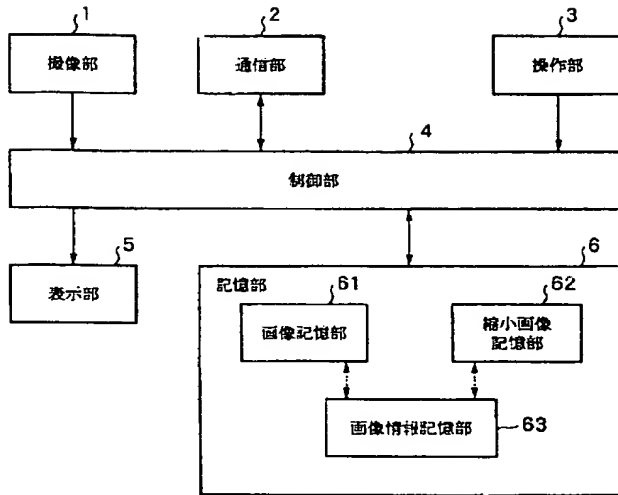 1
2
3
撮像部
通信部
操作部
4
制御部
5
6
表示部
記憶部
61
62
画像記憶部
縮小画像
記憶部
画像情報記憶部
63